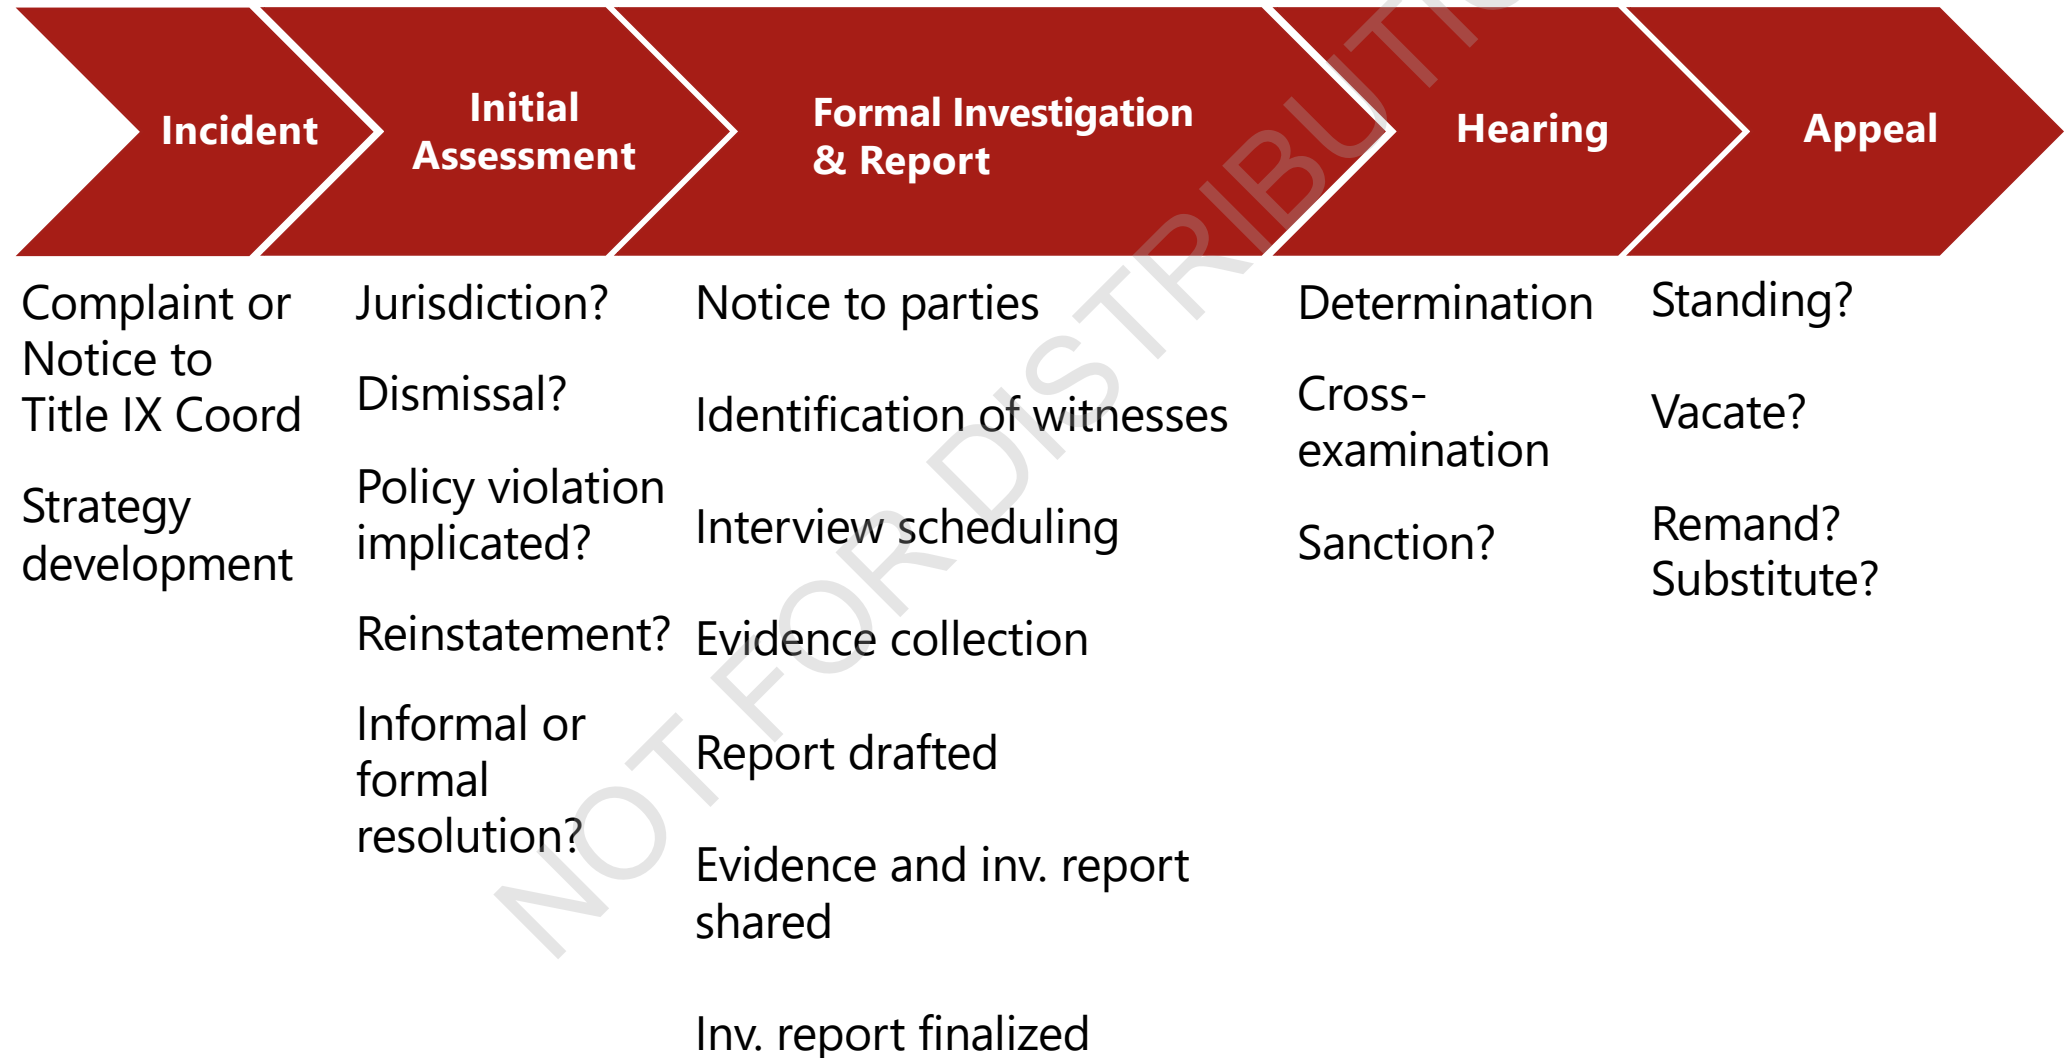 Incident
Initial
Assessment
Formal Investigation
& Report
Hearing
Appeal
Complaint or
Notice to
Title IX Coord
Strategy
development
Jurisdiction?
Dismissal?
Policy violation
implicated?
Reinstatement?
Informal or
formal
resolution?
Notice to parties
Identification of witnesses
Interview scheduling
Evidence collection
Report drafted
Evidence and inv. report
shared
Inv. report finalized
Determination
Cross-
examination
Sanction?
Standing?
Vacate?
Remand?
Substitute?
NOT FOR DISTRIBUTIO